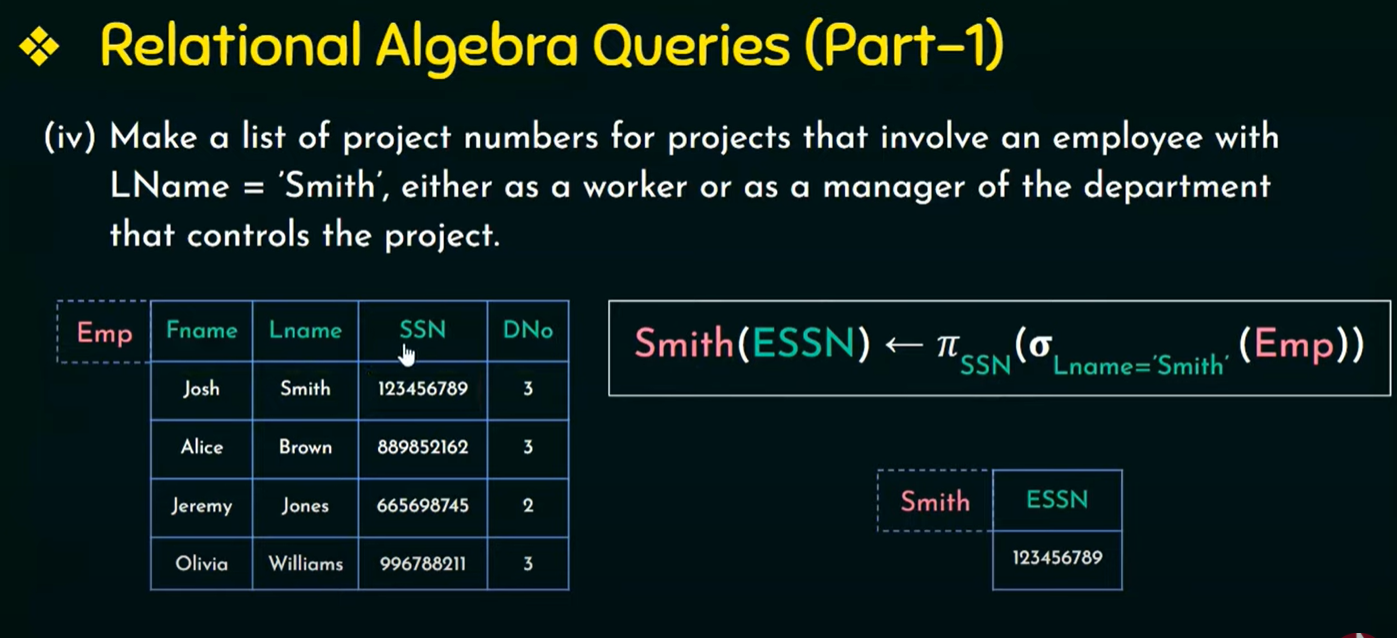 ❖ Relational Algebra Queries (Part-1)
(iv) Make a list of project numbers for projects that involve an employee with
LName = 'Smith', either as a worker or as a manager of the department
that controls the project.
Emp Fname Lname SSN DNo
Josh Smith 123456789 3
Alice Brown 889852162 3
Jeremy Jones 665698745 2
Olivia Williams 996788211 3
Smith(ESSN) ← π SSN (σ Lname='Smith' (Emp))
Smith ESSN
123456789